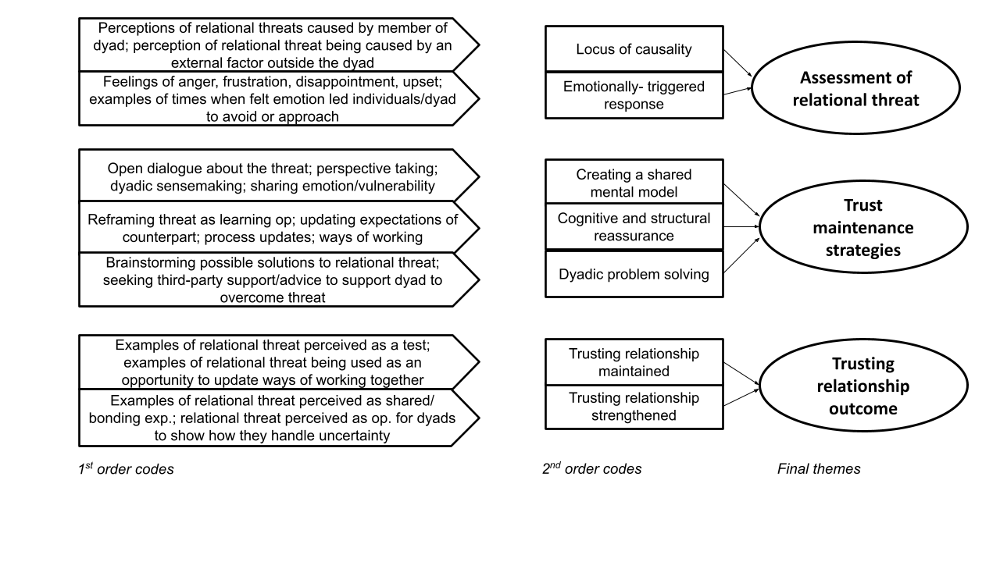 Perceptions of relational threats caused by member of
dyad; perception of relational threat being caused by an
external factor outside the dyad
Feelings of anger, frustration, disappointment, upset;
examples of times when felt emotion led individuals/dyad
to avoid or approach
Locus of causality
Emotionally- triggered
response
Assessment of
relational threat
Open dialogue about the threat; perspective taking;
dyadic sensemaking; sharing emotion/vulnerability
Reframing threat as learning op; updating expectations of
counterpart; process updates; ways of working
Brainstorming possible solutions to relational threat;
seeking third-party support/advice to support dyad to
overcome threat
Creating a shared
mental model
Cognitive and structural
reassurance
Dyadic problem solving
Trust
maintenance
strategies
Examples of relational threat perceived as a test;
examples of relational threat being used as an
opportunity to update ways of working together
Examples of relational threat perceived as shared/
bonding exp.; relational threat perceived as op. for dyads
to show how they handle uncertainty
Trusting relationship
maintained
Trusting relationship
strengthened
Trusting
relationship
outcome
1st order codes
2nd order codes
Final themes